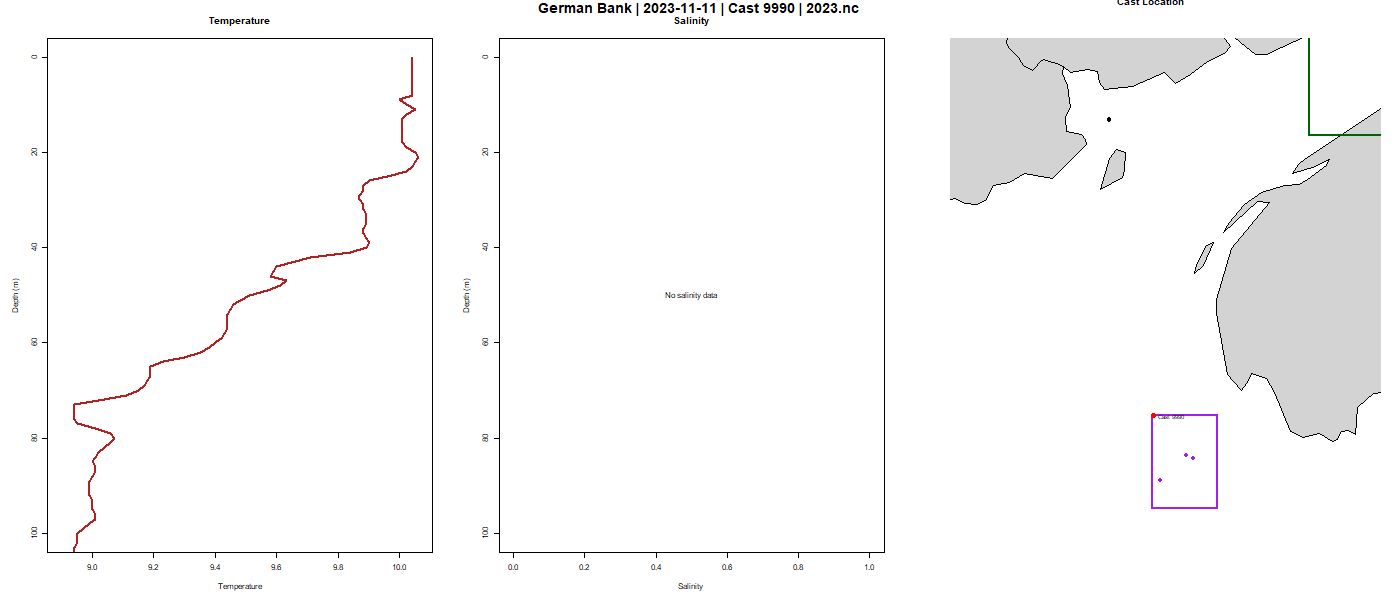 German Bank | 2023-11-11 | Cast 9990 | 2023.nc
Temperature
Salinity
Cast Location
0
20
40
60
80
100
Depth (m)
9.0 9.2 9.4 9.6 9.8 10.0
Temperature
0
20
40
60
80
100
Depth (m)
No salinity data
0.0 0.2 0.4 0.6 0.8 1.0
Salinity
Cast 9990